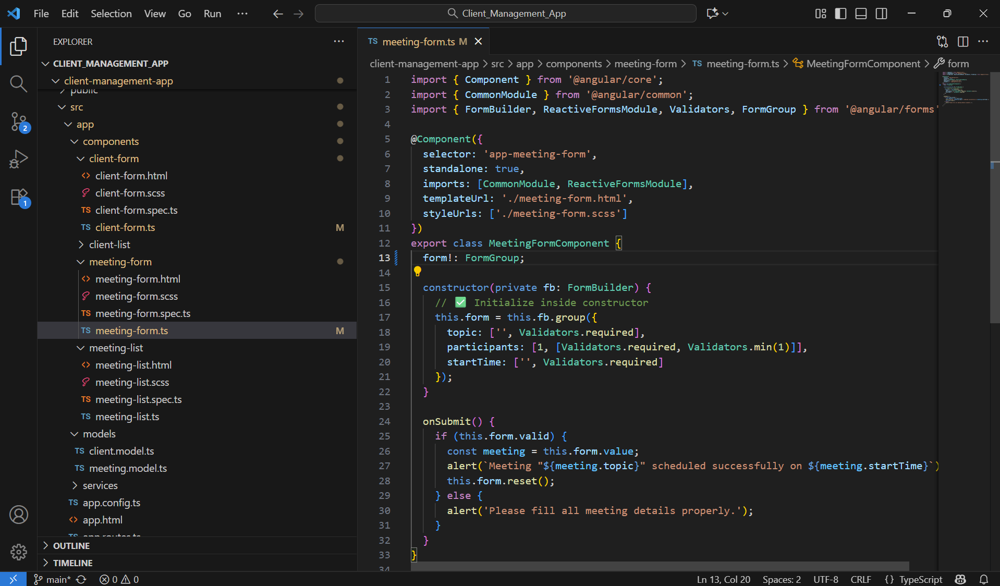 File Edit Selection View Go Run ...
Client_Management_App
EXPLORER
CLIENT_MANAGEMENT_APP
client-management-app
public
src
app
components
client-form
client-form.html
client-form.scss
TS client-form.spec.ts
TS client-form.ts M
client-list
meeting-form
meeting-form.html
meeting-form.scss
TS meeting-form.spec.ts
TS meeting-form.ts M
meeting-list
meeting-list.html
meeting-list.scss
TS meeting-list.spec.ts
TS meeting-list.ts
models
TS client.model.ts
TS meeting.model.ts
services
TS app.config.ts
app.html
TS app.routes.ts
OUTLINE
TIMELINE
2
1
TS meeting-form.ts M
client-management-app > src > app > components > meeting-form > TS meeting-form.ts > MeetingFormComponent > form
1 import { Component } from '@angular/core';
2 import { CommonModule } from '@angular/common';
3 import { FormBuilder, ReactiveFormsModule, Validators, FormGroup } from '@angular/forms'
4
5 @Component({
6 selector: 'app-meeting-form',
7 standalone: true,
8 imports: [CommonModule, ReactiveFormsModule],
9 templateUrl: './meeting-form.html',
10 styleUrls: ['./meeting-form.scss']
11 })
12 export class MeetingFormComponent {
13 form!: FormGroup;
14
15 constructor(private fb: FormBuilder) {
16 // ✅ Initialize inside constructor
17 this.form = this.fb.group({
18 topic: ['', Validators.required],
19 participants: [1, [Validators.required, Validators.min(1)]],
20 startTime: ['', Validators.required]
21 });
22 }
23
24 onSubmit() {
25 if (this.form.valid) {
26 const meeting = this.form.value;
27 alert(`Meeting "${meeting.topic}" scheduled successfully on ${meeting.startTime}`)
28 this.form.reset();
29 } else {
30 alert('Please fill all meeting details properly.');
31 }
32 }
33 }
34
main* 0 0
Ln 13, Col 20 Spaces: 2 UTF-8 CRLF {} TypeScript